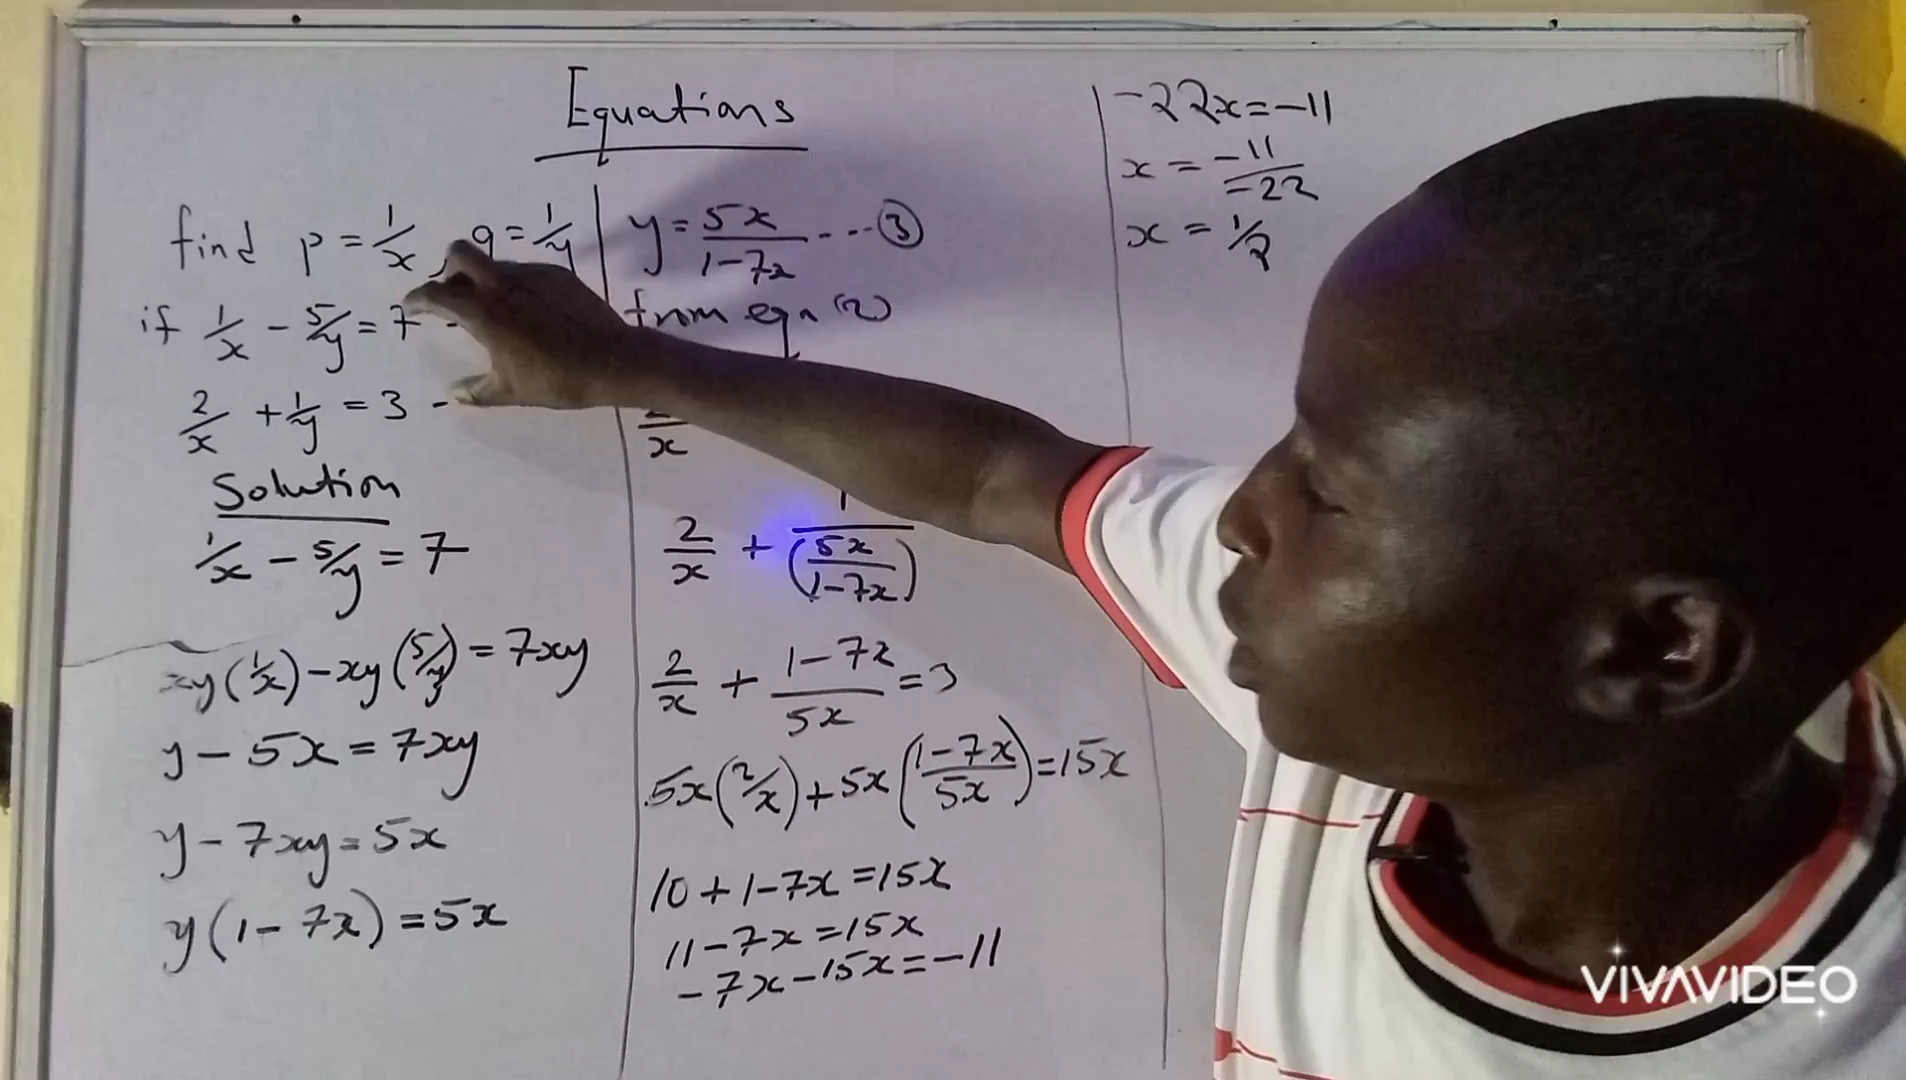 Equations
find p = 1/x, q = 1/y
if 1/x - 5/y = 7 -
2/x + 1/y = 3 -
Solution
1/x - 5/y = 7
xy(1/x) - xy(5/y) = 7xy
y - 5x = 7xy
y - 7xy = 5x
y(1 - 7x) = 5x
y = 5x/(1-7x) --- ③
from eqn (2)
2/x
2/x + 1/(5x/(1-7x))
2/x + (1-7x)/5x = 3
5x(2/x) + 5x((1-7x)/5x) = 15x
10 + 1 - 7x = 15x
11 - 7x = 15x
-7x - 15x = -11
-22x = -11
x = -11/-22
x = 1/2
VIVAVIDEO